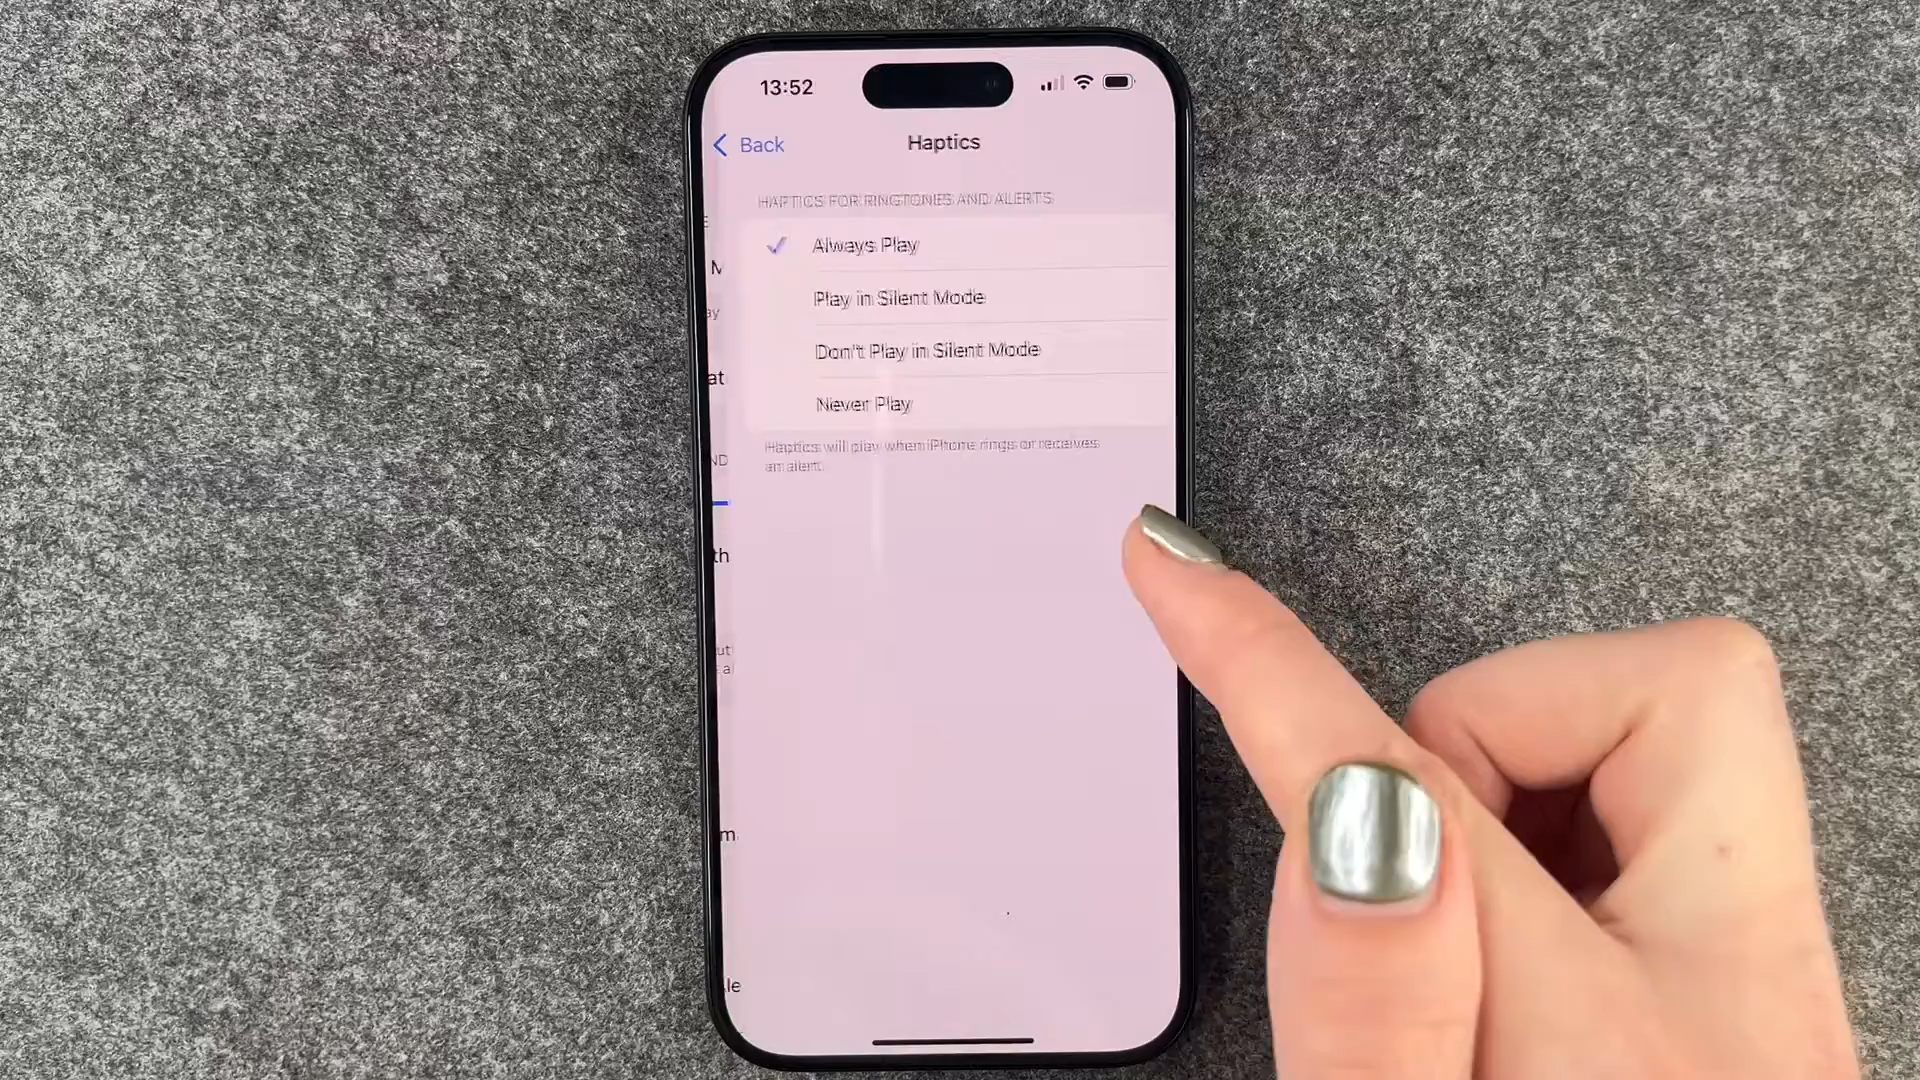 13:52
Back
Haptics
HAPTICS FOR RINGTONES AND ALERTS
Always Play
Play in Silent Mode
Don't Play in Silent Mode
Never Play
Haptics will play when iPhone rings or receives
an alert.